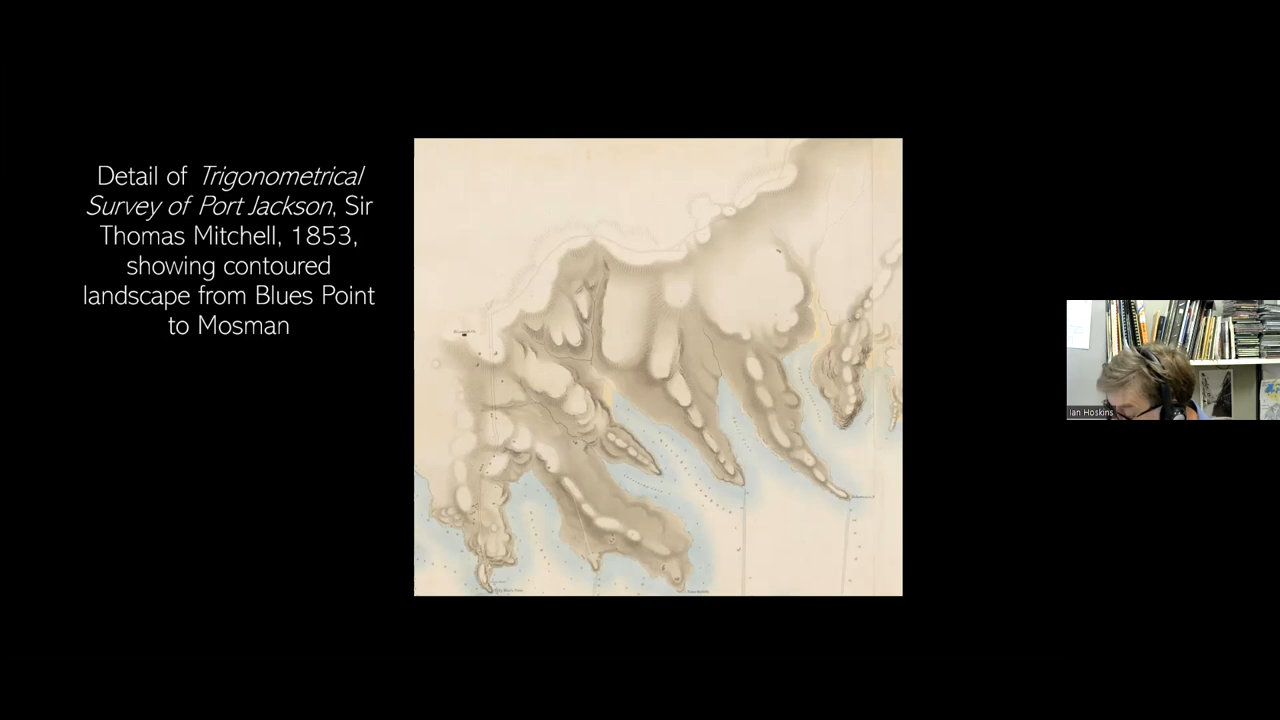 Detail of Trigonometrical
Survey of Port Jackson, Sir
Thomas Mitchell, 1853,
showing contoured
landscape from Blues Point
to Mosman
Ian Hoskins